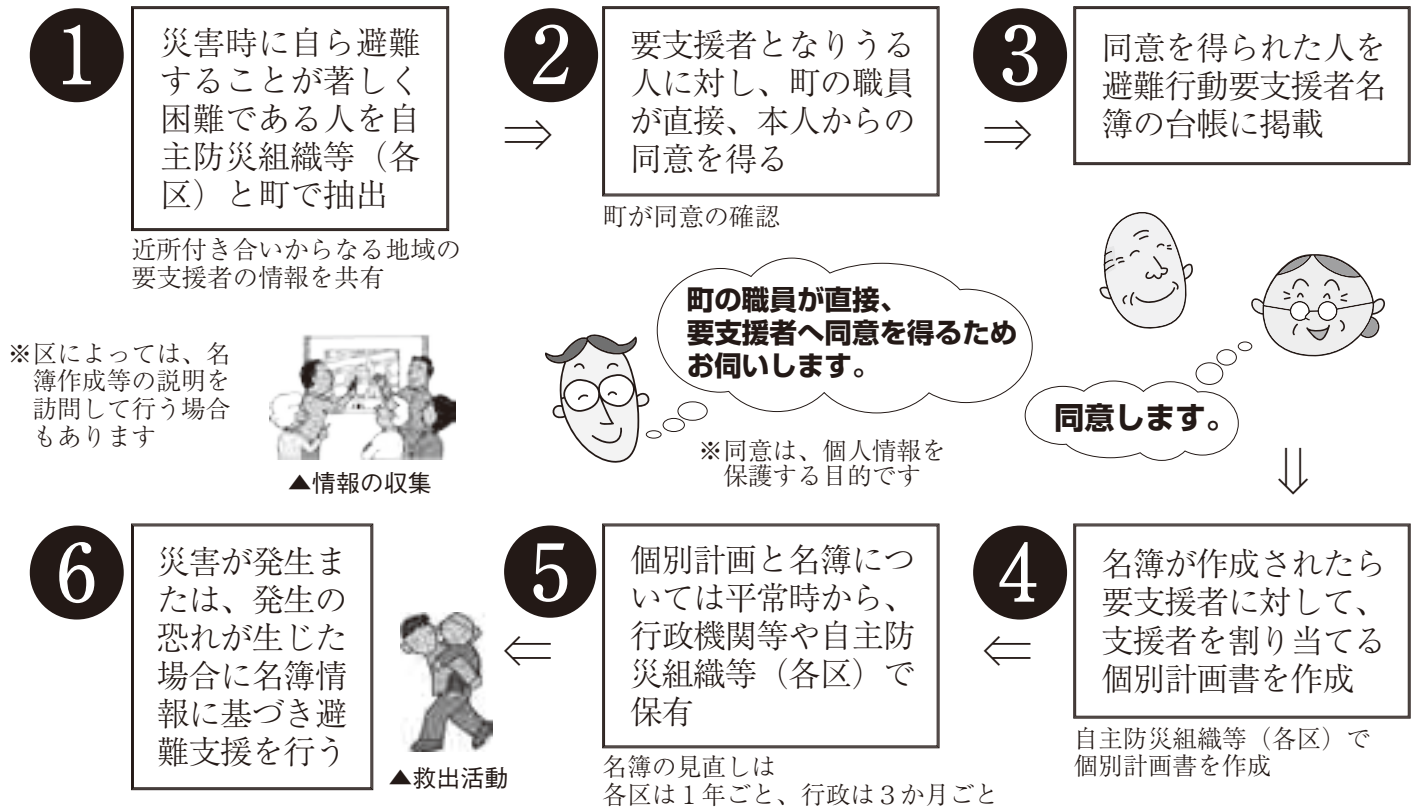 1
災害時に自ら避難
することが著しく
困難である人を自
主防災組織等（各
区）と町で抽出
近所付き合いからなる地域の
要支援者の情報を共有
※区によっては、名
簿作成等の説明を
訪問して行う場合
もあります
▲情報の収集
⇒
2
要支援者となりうる
人に対し、町の職員
が直接、本人からの
同意を得る
町が同意の確認
町の職員が直接、
要支援者へ同意を得るため
お伺いします。
※同意は、個人情報を
保護する目的です
⇒
3
同意を得られた人を
避難行動要支援者名
簿の台帳に掲載
同意します。
⇓
4
名簿が作成されたら
要支援者に対して、
支援者を割り当てる
個別計画書を作成
自主防災組織等（各区）で
個別計画書を作成
⇐
5
個別計画と名簿につ
いては平常時から、
行政機関等や自主防
災組織等（各区）で
保有
名簿の見直しは
各区は１年ごと、行政は３か月ごと
⇐
6
災害が発生ま
たは、発生の
恐れが生じた
場合に名簿情
報に基づき避
難支援を行う
▲救出活動